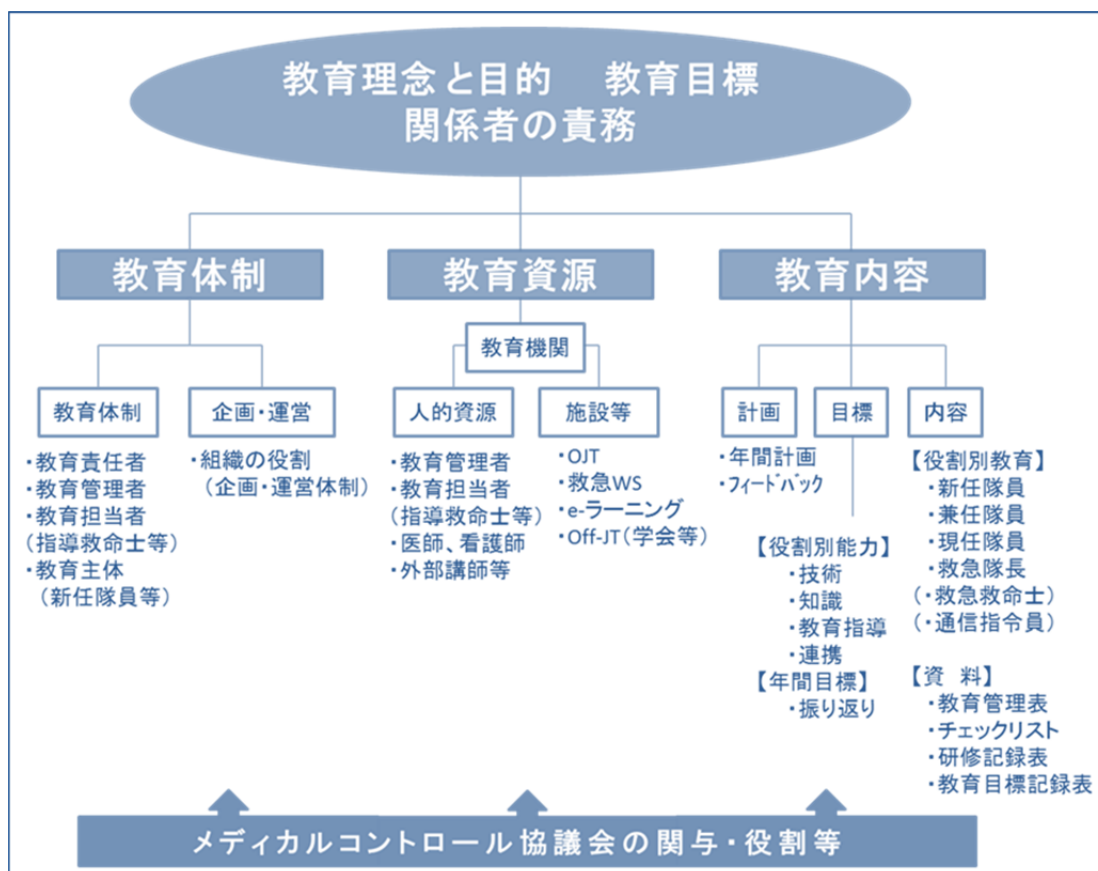 教育理念と目的　教育目標
関係者の責務
教育体制
教育資源
教育内容
教育機関
教育体制
企画・運営
人的資源
施設等
計画
目標
内容
・教育責任者
・教育管理者
・教育担当者
(指導救命士等)
・教育主体
(新任隊員等)
・組織の役割
(企画・運営体制)
・教育管理者
・教育担当者
(指導救命士等)
・医師、看護師
・外部講師等
・OJT
・救急WS
・e-ラーニング
・Off-JT(学会等)
・年間計画
・ﾌｨｰﾄﾞﾊﾞｯｸ
【役割別能力】
・技術
・知識
・教育指導
・連携
【年間目標】
・振り返り
【役割別教育】
・新任隊員
・兼任隊員
・現任隊員
・救急隊長
(・救急救命士)
(・通信指令員)
【資　料】
・教育管理表
・チェックリスト
・研修記録表
・教育目標記録表
メディカルコントロール協議会の関与・役割等